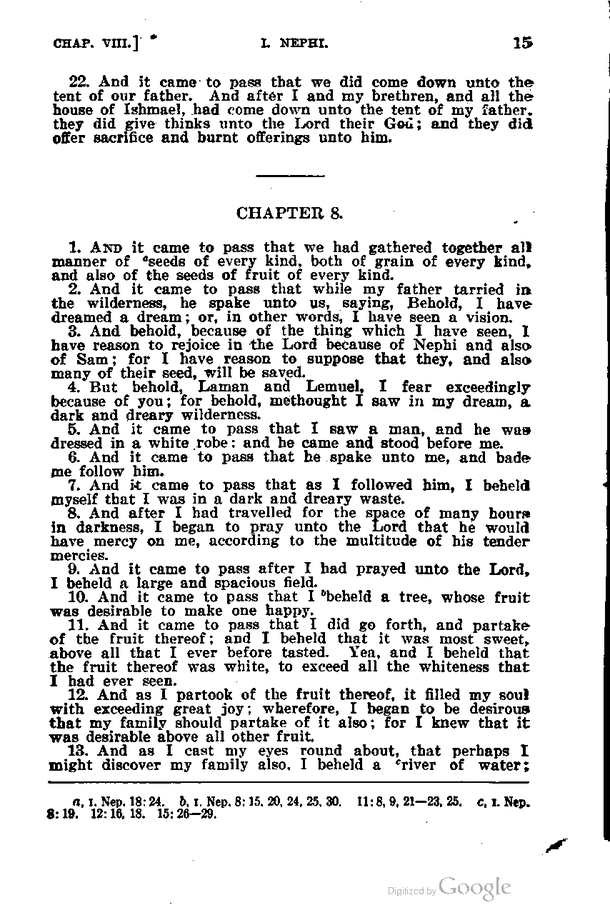 CHAP. VIII.] I. NEPHI. 15
22. And it came to pass that we did come down unto the
tent of our father. And after I and my brethren, and all the
house of Ishmael, had come down unto the tent of my father,
they did give thinks unto the Lord their God; and they did
offer sacrifice and burnt offerings unto him.
CHAPTER 8.
1. AND it came to pass that we had gathered together all
manner of aseeds of every kind, both of grain of every kind,
and also of the seeds of fruit of every kind.
2. And it came to pass that while my father tarried in
the wilderness, he spake unto us, saying, Behold, I have
dreamed a dream; or, in other words, I have seen a vision.
3. And behold, because of the thing which I have seen, I
have reason to rejoice in the Lord because of Nephi and also
of Sam; for I have reason to suppose that they, and also
many of their seed, will be saved.
4. But behold, Laman and Lemuel, I fear exceedingly
because of you; for behold, methought I saw in my dream, a
dark and dreary wilderness.
5. And it came to pass that I saw a man, and he was
dressed in a white robe; and he came and stood before me.
6. And it came to pass that he spake unto me, and bade
me follow him.
7. And it came to pass that as I followed him, I beheld
myself that I was in a dark and dreary waste.
8. And after I had travelled for the space of many hours
in darkness, I began to pray unto the Lord that he would
have mercy on me, according to the multitude of his tender
mercies.
9. And it came to pass after I had prayed unto the Lord,
I beheld a large and spacious field.
10. And it came to pass that I bbeheld a tree, whose fruit
was desirable to make one happy.
11. And it came to pass that I did go forth, and partake
of the fruit thereof; and I beheld that it was most sweet,
above all that I ever before tasted. Yea, and I beheld that
the fruit thereof was white, to exceed all the whiteness that
I had ever seen.
12. And as I partook of the fruit thereof, it filled my soul
with exceeding great joy; wherefore, I began to be desirous
that my family should partake of it also; for I knew that it
was desirable above all other fruit.
13. And as I cast my eyes round about, that perhaps I
might discover my family also, I beheld a criver of water;
a, I. Nep. 18: 24. b, I. Nep. 8: 15, 20, 24, 25, 30. 11: 8, 9, 21—23, 25. c, I. Nep.
8: 19. 12: 16, 18. 15: 26—29.
Digitized by Google